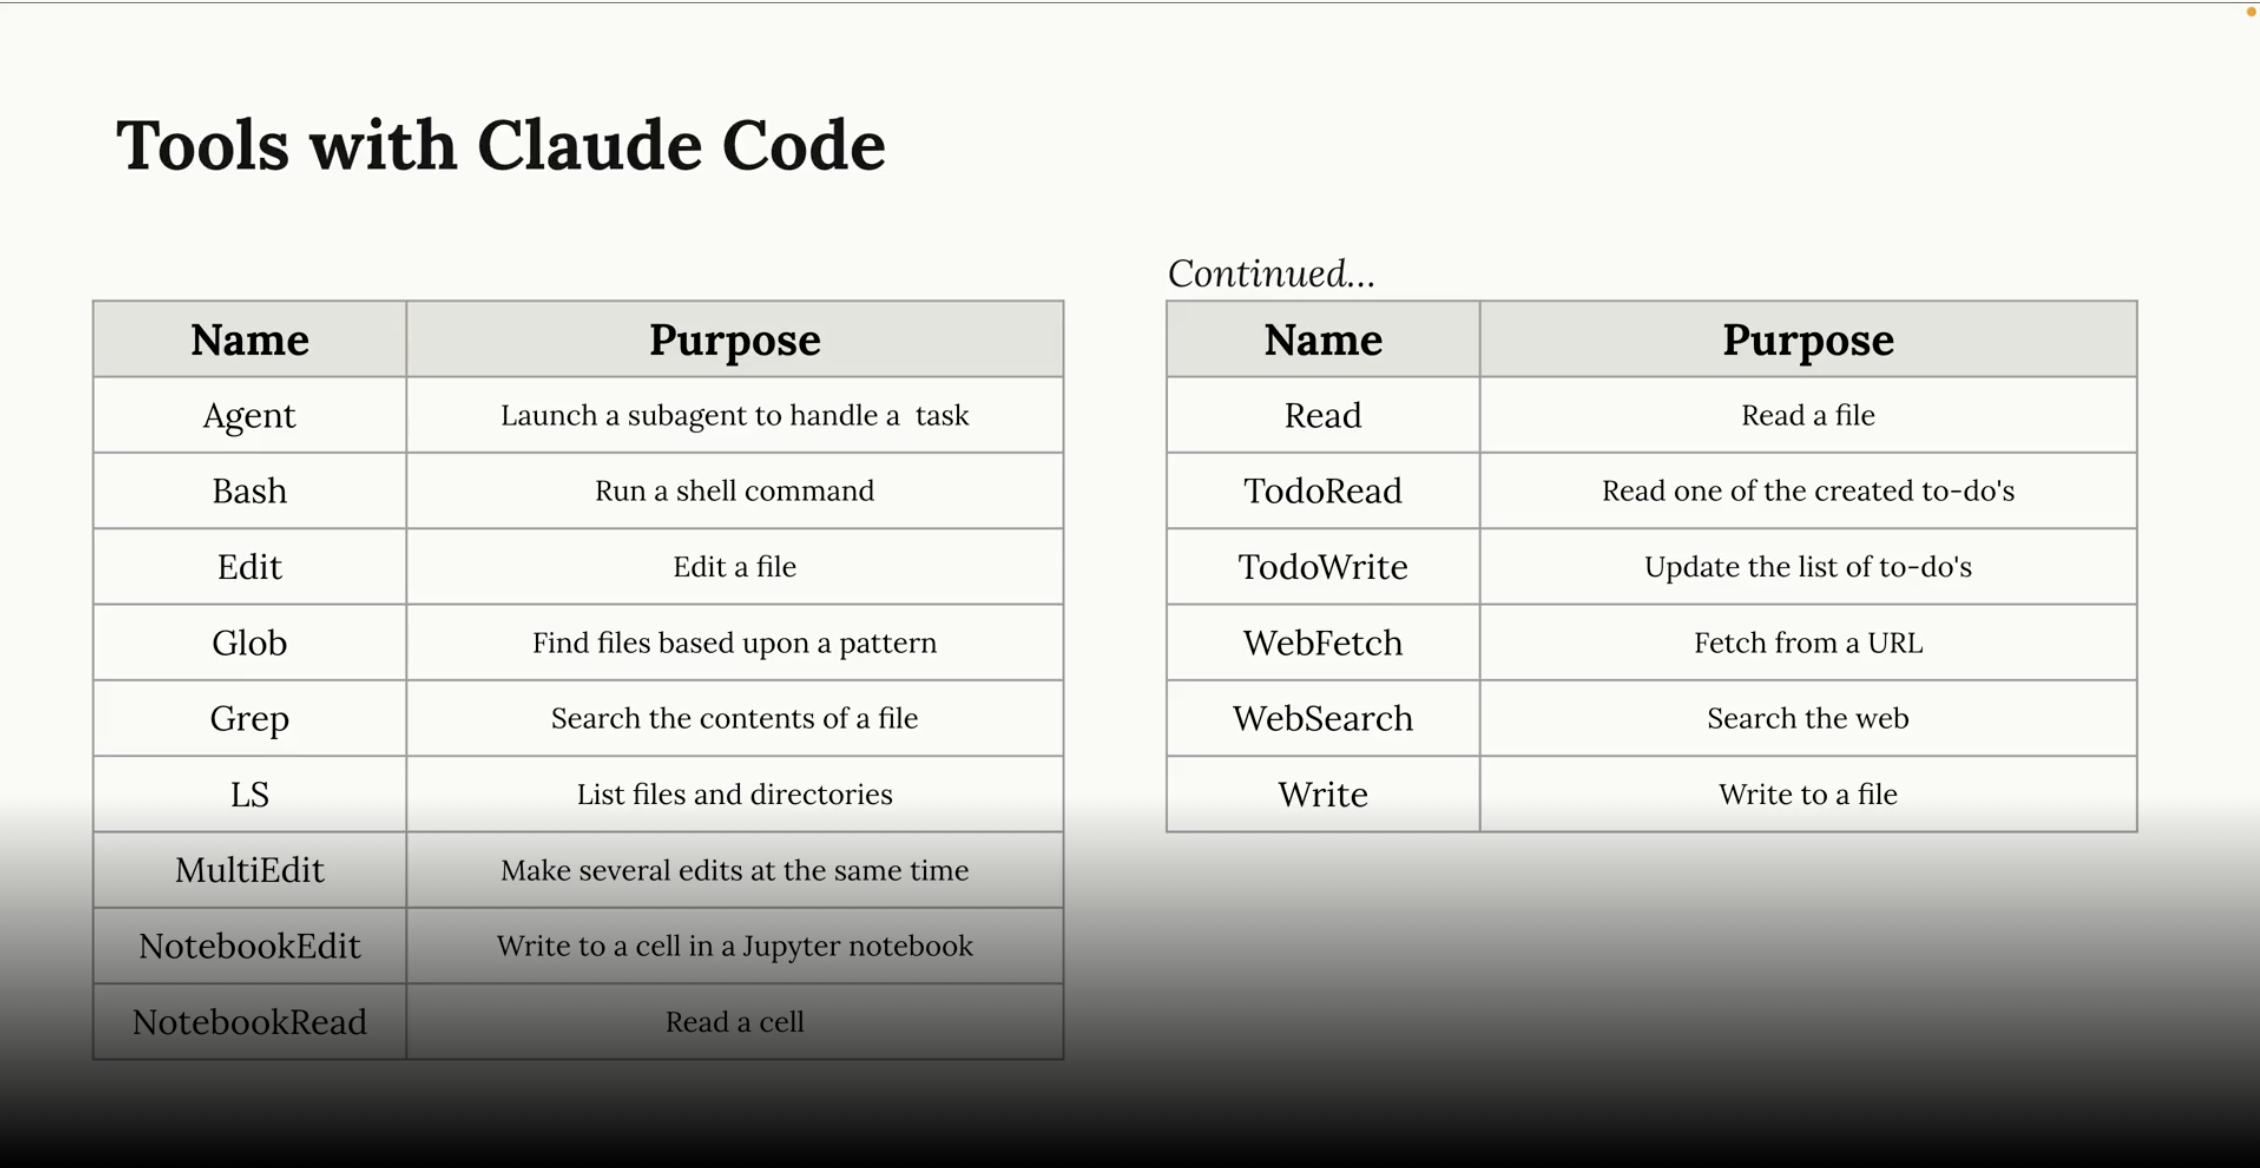 Tools with Claude Code
Name Purpose
Agent Launch a subagent to handle a task
Bash Run a shell command
Edit Edit a file
Glob Find files based upon a pattern
Grep Search the contents of a file
LS List files and directories
MultiEdit Make several edits at the same time
NotebookEdit Write to a cell in a Jupyter notebook
NotebookRead Read a cell
Continued...
Name Purpose
Read Read a file
TodoRead Read one of the created to-do's
TodoWrite Update the list of to-do's
WebFetch Fetch from a URL
WebSearch Search the web
Write Write to a file